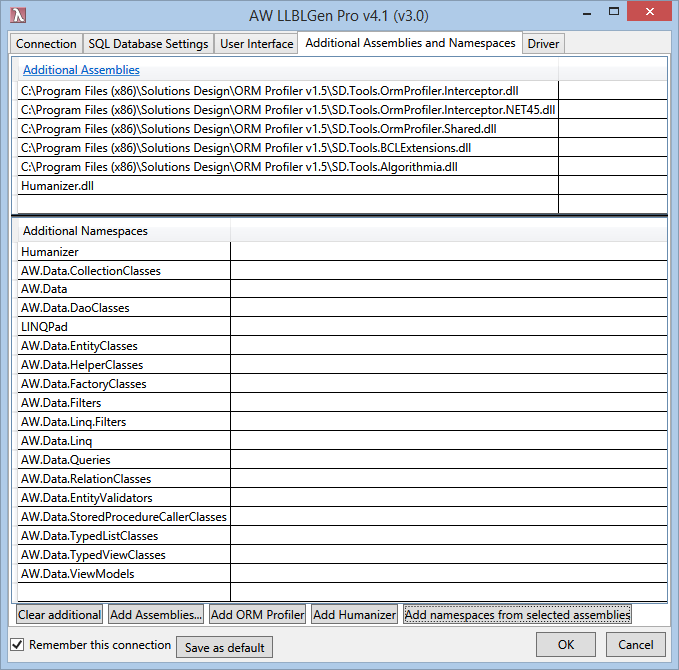 AW LLBLGen Pro v4.1 (v3.0)
Connection
SQL Database Settings
User Interface
Additional Assemblies and Namespaces
Driver
Additional Assemblies
C:\Program Files (x86)\Solutions Design\ORM Profiler v1.5\SD.Tools.OrmProfiler.Interceptor.dll
C:\Program Files (x86)\Solutions Design\ORM Profiler v1.5\SD.Tools.OrmProfiler.Interceptor.NET45.dll
C:\Program Files (x86)\Solutions Design\ORM Profiler v1.5\SD.Tools.OrmProfiler.Shared.dll
C:\Program Files (x86)\Solutions Design\ORM Profiler v1.5\SD.Tools.BCLExtensions.dll
C:\Program Files (x86)\Solutions Design\ORM Profiler v1.5\SD.Tools.Algorithmia.dll
Humanizer.dll
Additional Namespaces
Humanizer
AW.Data.CollectionClasses
AW.Data
AW.Data.DaoClasses
LINQPad
AW.Data.EntityClasses
AW.Data.HelperClasses
AW.Data.FactoryClasses
AW.Data.Filters
AW.Data.Linq.Filters
AW.Data.Linq
AW.Data.Queries
AW.Data.RelationClasses
AW.Data.EntityValidators
AW.Data.StoredProcedureCallerClasses
AW.Data.TypedListClasses
AW.Data.TypedViewClasses
AW.Data.ViewModels
Clear additional
Add Assemblies...
Add ORM Profiler
Add Humanizer
Add namespaces from selected assemblies
Remember this connection
Save as default
OK
Cancel